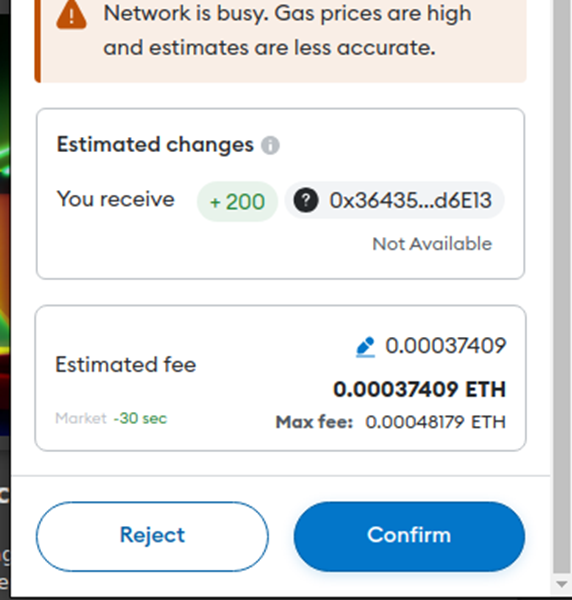 Network is busy. Gas prices are high
and estimates are less accurate.
Estimated changes
You receive + 200 0x36435...d6E13
Not Available
0.00037409
Estimated fee
0.00037409 ETH
Market ~30 sec
Max fee: 0.00048179 ETH
Reject Confirm